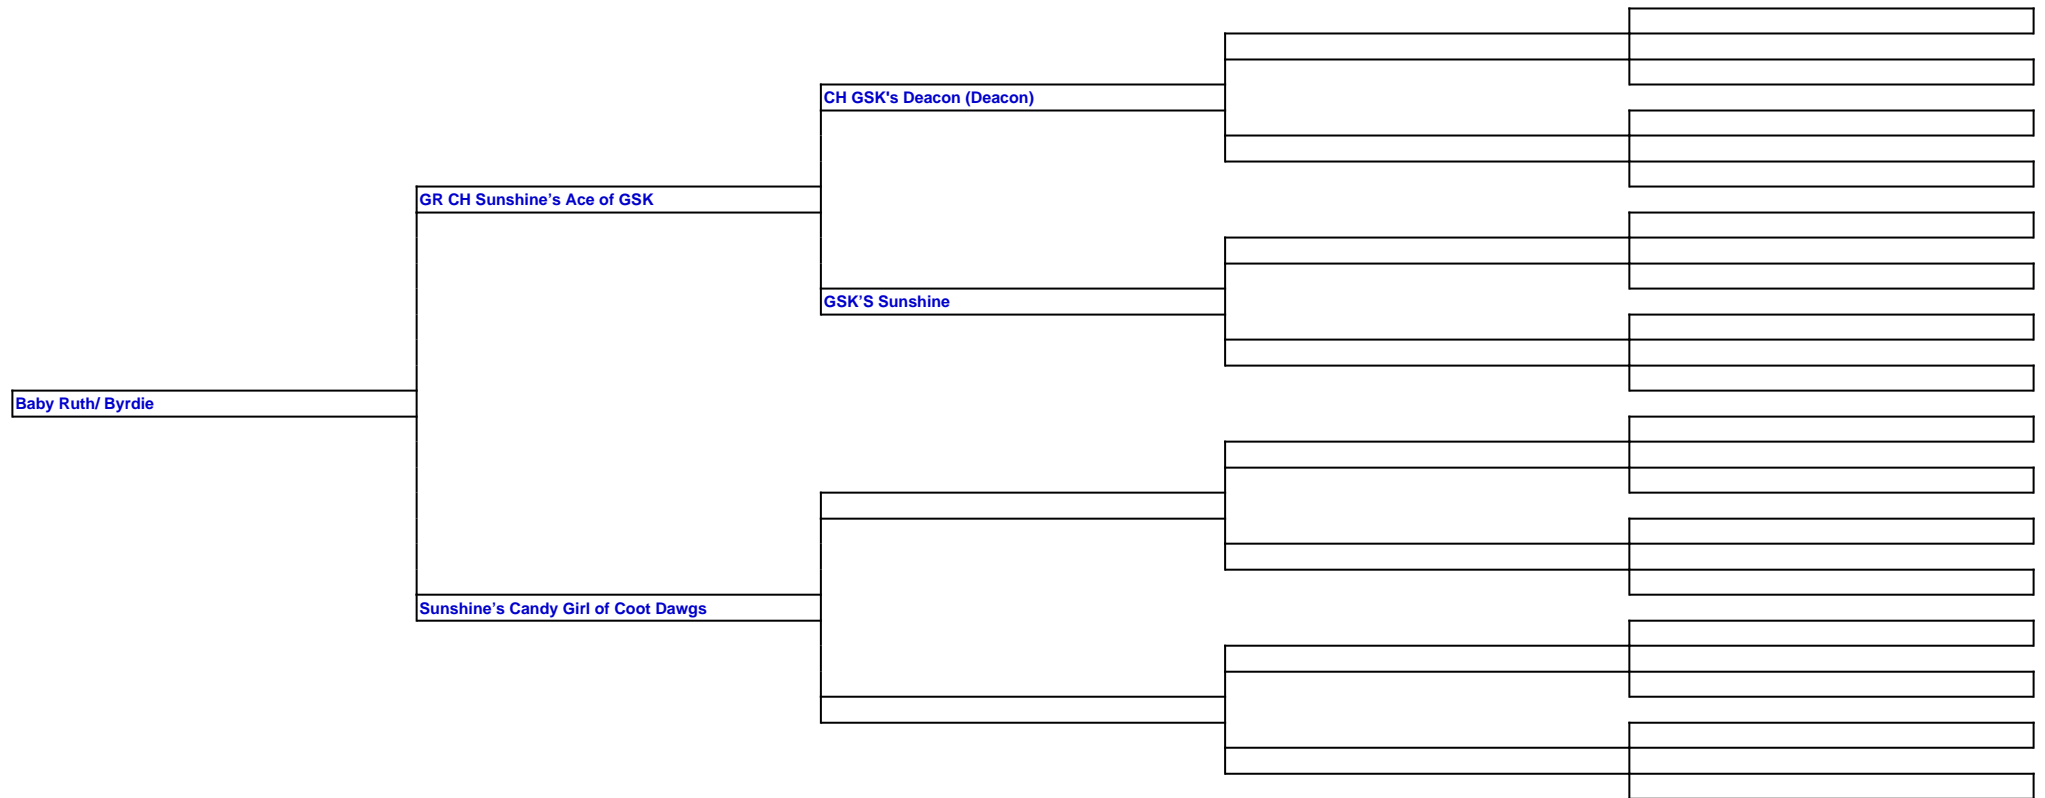 CH GSK's Deacon (Deacon)
GR CH Sunshine’s Ace of GSK
GSK’S Sunshine
Baby Ruth/ Byrdie
Sunshine’s Candy Girl of Coot Dawgs